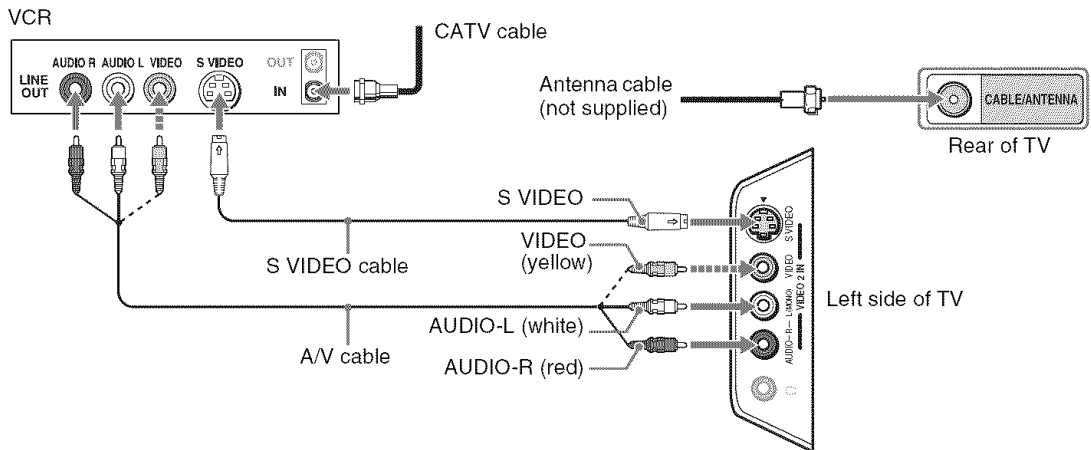 VCR
CATV cable
AUDIO R AUDIO L VIDEO S VIDEO OUT
LINE OUT
IN
Antenna cable
(not supplied)
CABLE/ANTENNA
Rear of TV
S VIDEO
VIDEO
(yellow)
S VIDEO cable
AUDIO-L (white)
A/V cable
AUDIO-R (red)
S VIDEO
VIDEO
VIDEO 2 IN
AUDIO-R-L(MONO)
Left side of TV